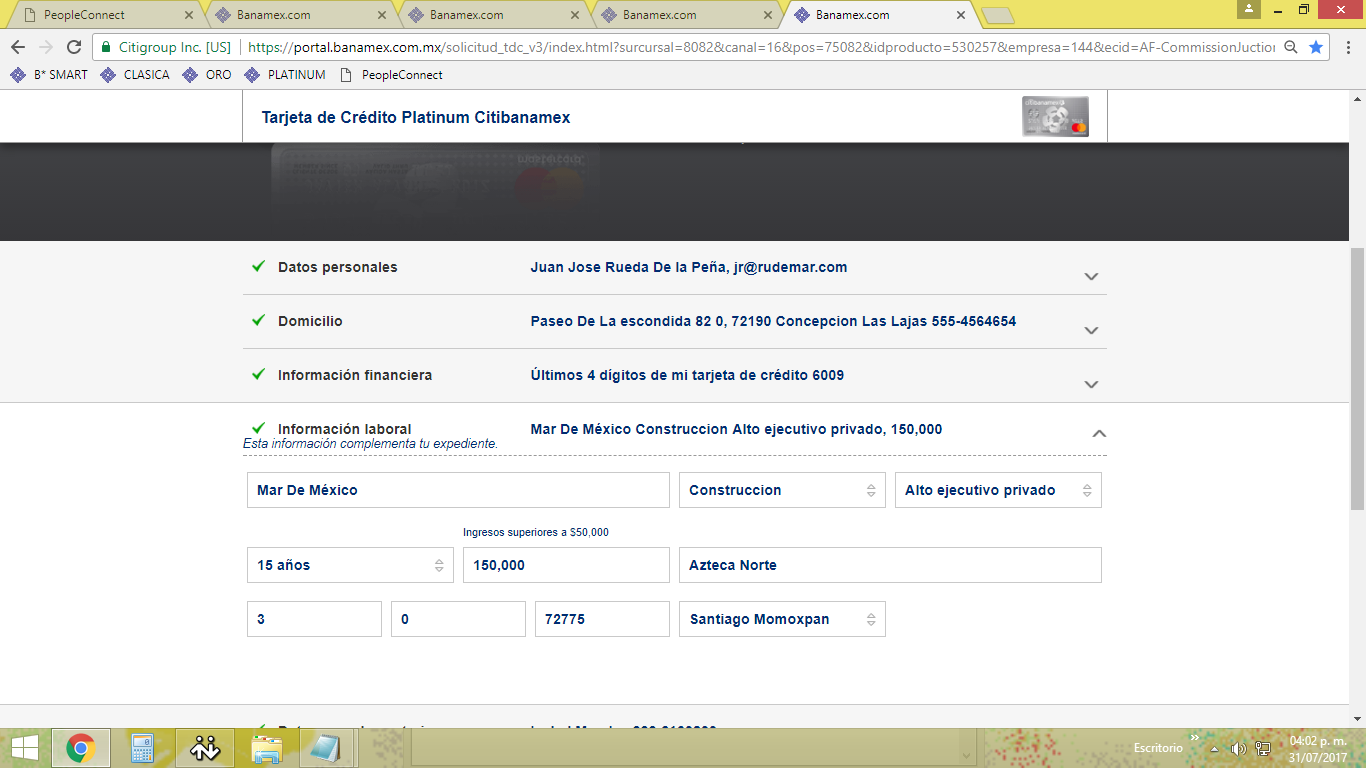 PeopleConnect
Banamex.com
Banamex.com
Banamex.com
Banamex.com
Citigroup Inc. [US]
https://portal.banamex.com.mx/solicitud_tdc_v3/index.html?surcursal=8082&canal=16&pos=75082&idproducto=530257&empresa=144&ecid=AF-CommissionJuctior
B* SMART CLASICA ORO PLATINUM PeopleConnect
Tarjeta de Crédito Platinum Citibanamex
Datos personales Juan Jose Rueda De la Peña, jr@rudemar.com
Domicilio Paseo De La escondida 82 0, 72190 Concepcion Las Lajas 555-4564654
Información financiera Últimos 4 dígitos de mi tarjeta de crédito 6009
Información laboral Mar De México Construccion Alto ejecutivo privado, 150,000
Esta información complementa tu expediente.
Mar De México Construccion Alto ejecutivo privado
Ingresos superiores a $50,000
15 años 150,000 Azteca Norte
3 0 72775 Santiago Momoxpan
Escritorio
04:02 p. m.
31/07/2017